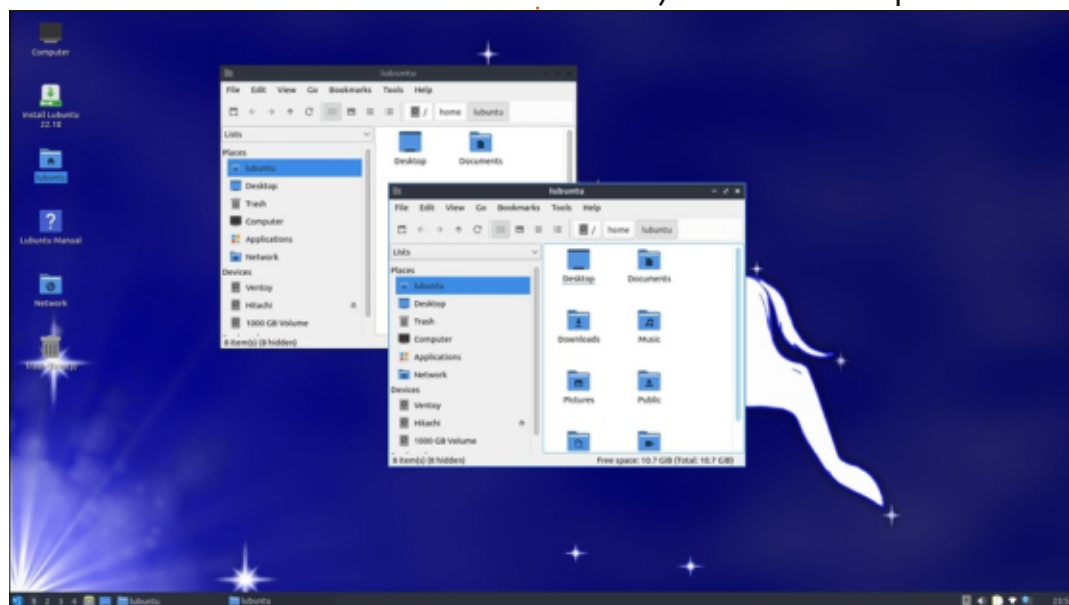 Computer
Install Lubuntu
22.10
lubuntu
Lubuntu Manual
Network
lubuntu
File Edit View Go Bookmarks Tools Help
/ home lubuntu
Lists
Places
lubuntu
Desktop
Trash
Computer
Applications
Network
Devices
Ventoy
Hitachi
1000 GB Volume
8 item(s) (8 hidden)
Desktop Documents
lubuntu
File Edit View Go Bookmarks Tools Help
/ home lubuntu
Lists
Places
lubuntu
Desktop
Trash
Computer
Applications
Network
Devices
Ventoy
Hitachi
1000 GB Volume
8 item(s) (8 hidden)
Desktop Documents
Downloads Music
Pictures Public
Free space: 10.7 GiB (Total: 10.7 GiB)
1 2 3 4 lubuntu lubuntu